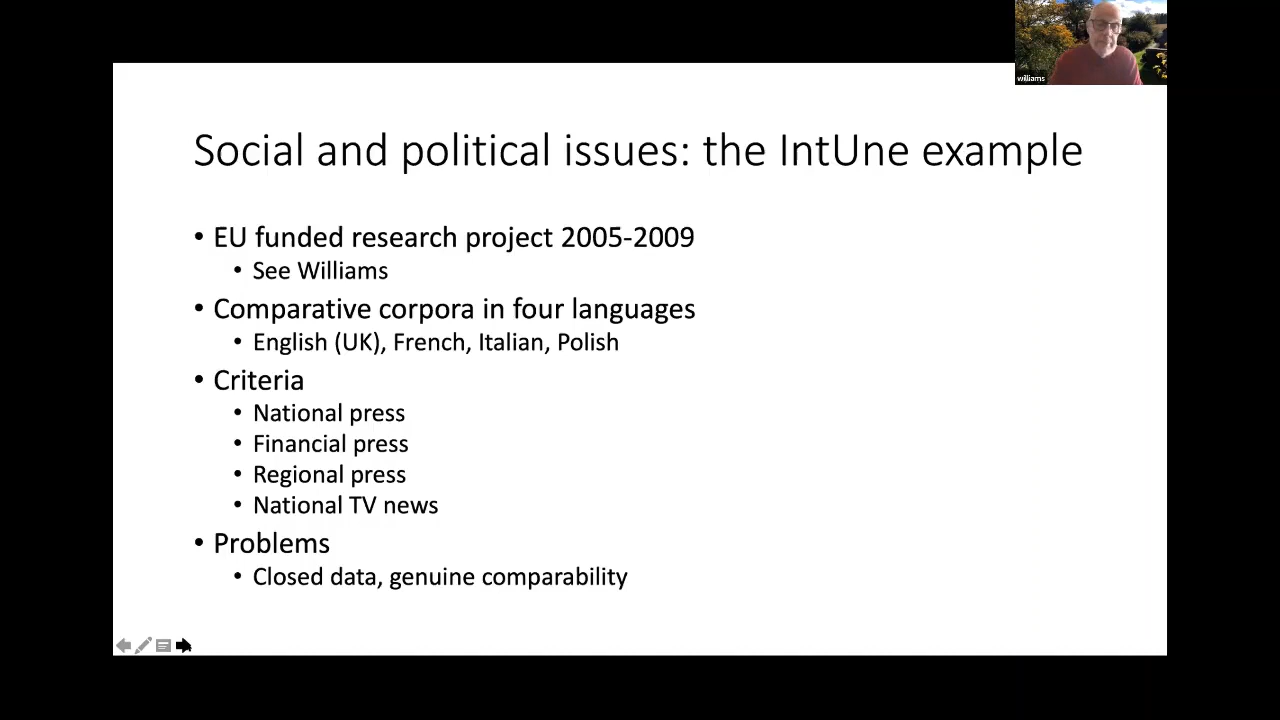 williams
Social and political issues: the IntUne example
• EU funded research project 2005-2009
• See Williams
• Comparative corpora in four languages
• English (UK), French, Italian, Polish
• Criteria
• National press
• Financial press
• Regional press
• National TV news
• Problems
• Closed data, genuine comparability